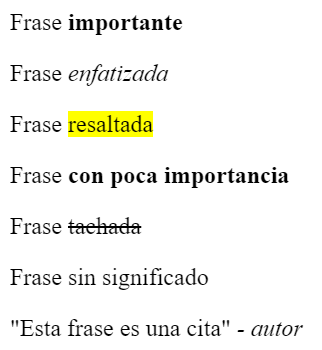 Frase importante
Frase enfatizada
Frase resaltada
Frase con poca importancia
Frase tachada
Frase sin significado
"Esta frase es una cita" - autor